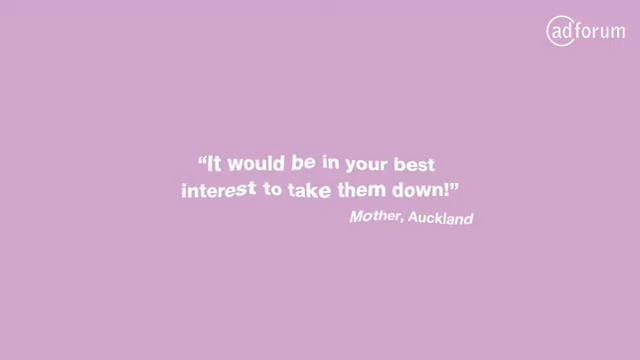 adforum
“It would be in your best
interest to take them down!”
Mother, Auckland